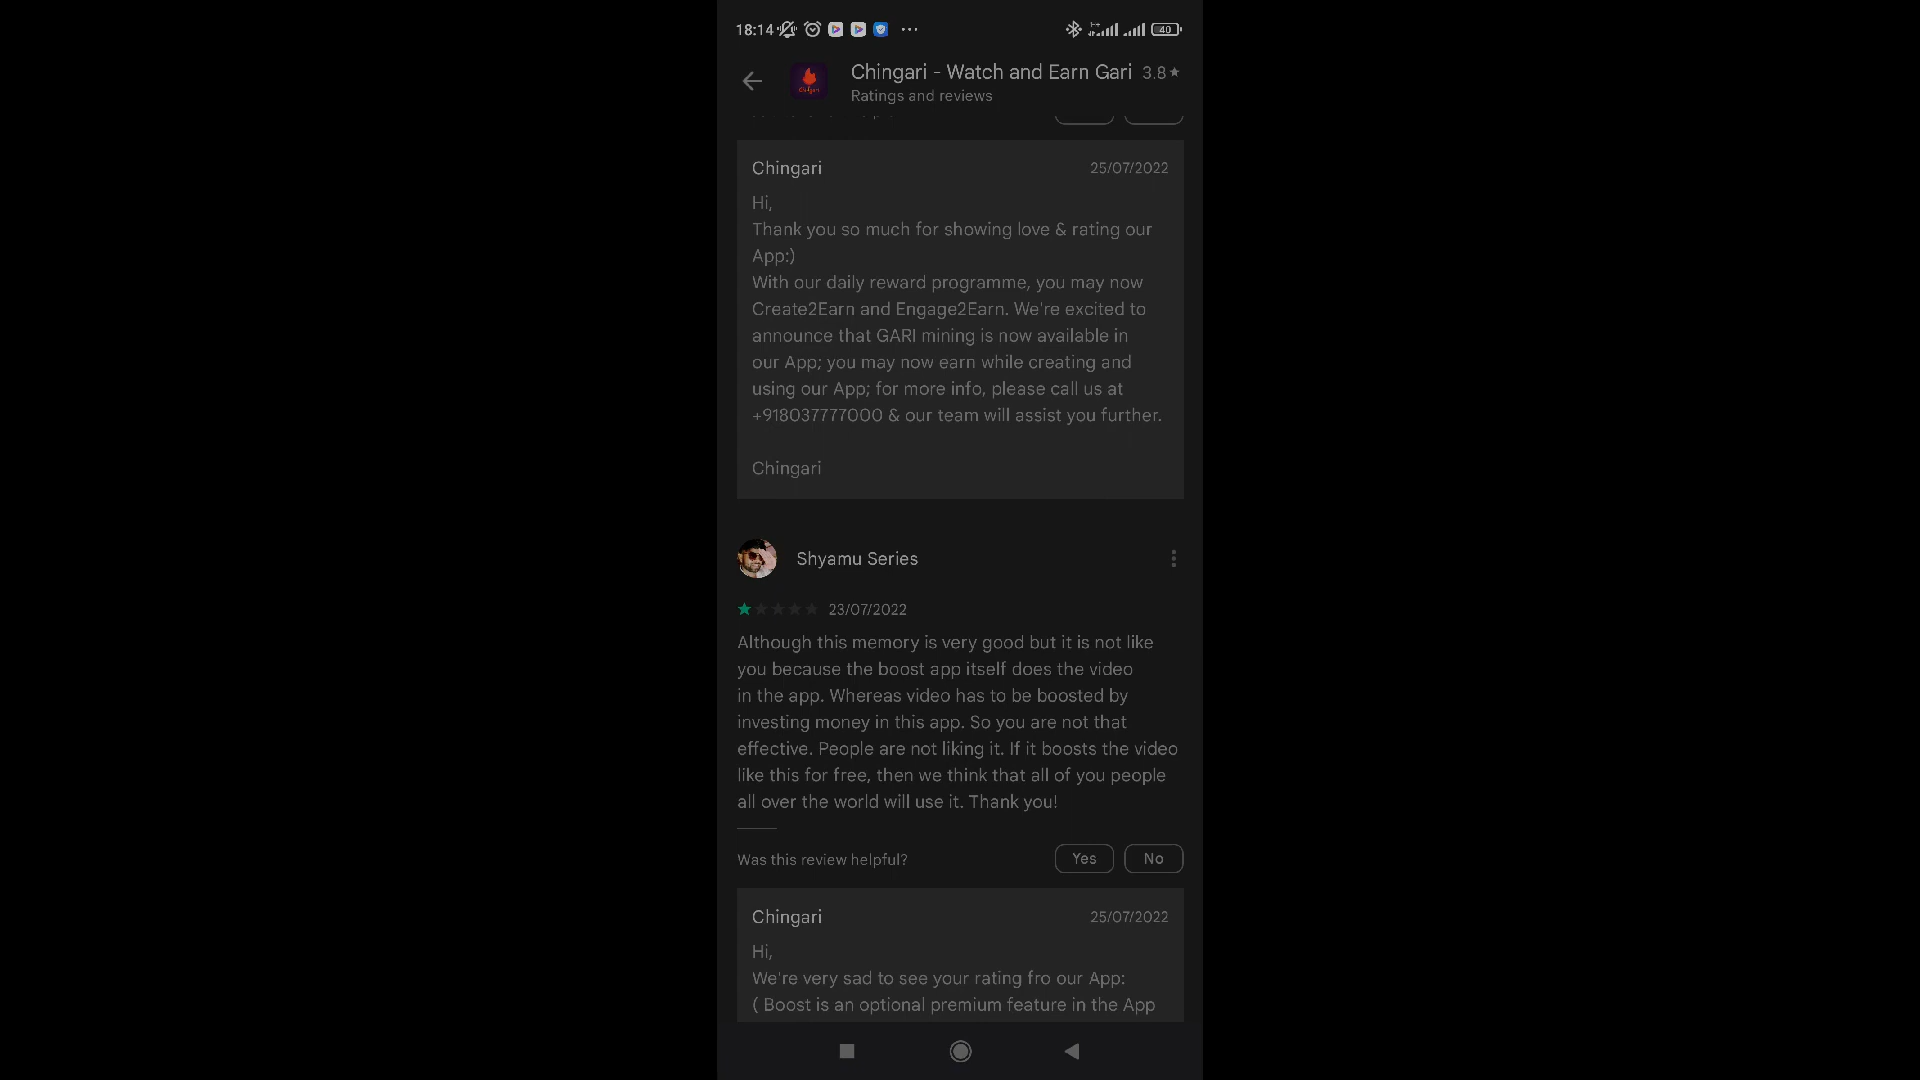 18:14
40
Chingari - Watch and Earn Gari 3.8★
Ratings and reviews
Chingari 25/07/2022
Hi,
Thank you so much for showing love & rating our
App:)
With our daily reward programme, you may now
Create2Earn and Engage2Earn. We're excited to
announce that GARI mining is now available in
our App; you may now earn while creating and
using our App; for more info, please call us at
+918037777000 & our team will assist you further.
Chingari
Shyamu Series
23/07/2022
Although this memory is very good but it is not like
you because the boost app itself does the video
in the app. Whereas video has to be boosted by
investing money in this app. So you are not that
effective. People are not liking it. If it boosts the video
like this for free, then we think that all of you people
all over the world will use it. Thank you!
Was this review helpful? Yes No
Chingari 25/07/2022
Hi,
We're very sad to see your rating fro our App:
( Boost is an optional premium feature in the App